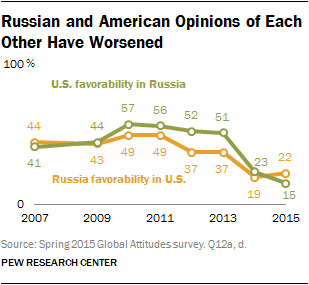 Russian and American Opinions of Each
Other Have Worsened
100 %
U.S. favorability in Russia
57 56 52 51
44 44 23 22
41 43 49 49 37 37 19 15
Russia favorability in U.S.
0
2007 2009 2011 2013 2015
Source: Spring 2015 Global Attitudes survey. Q12a, d.
PEW RESEARCH CENTER